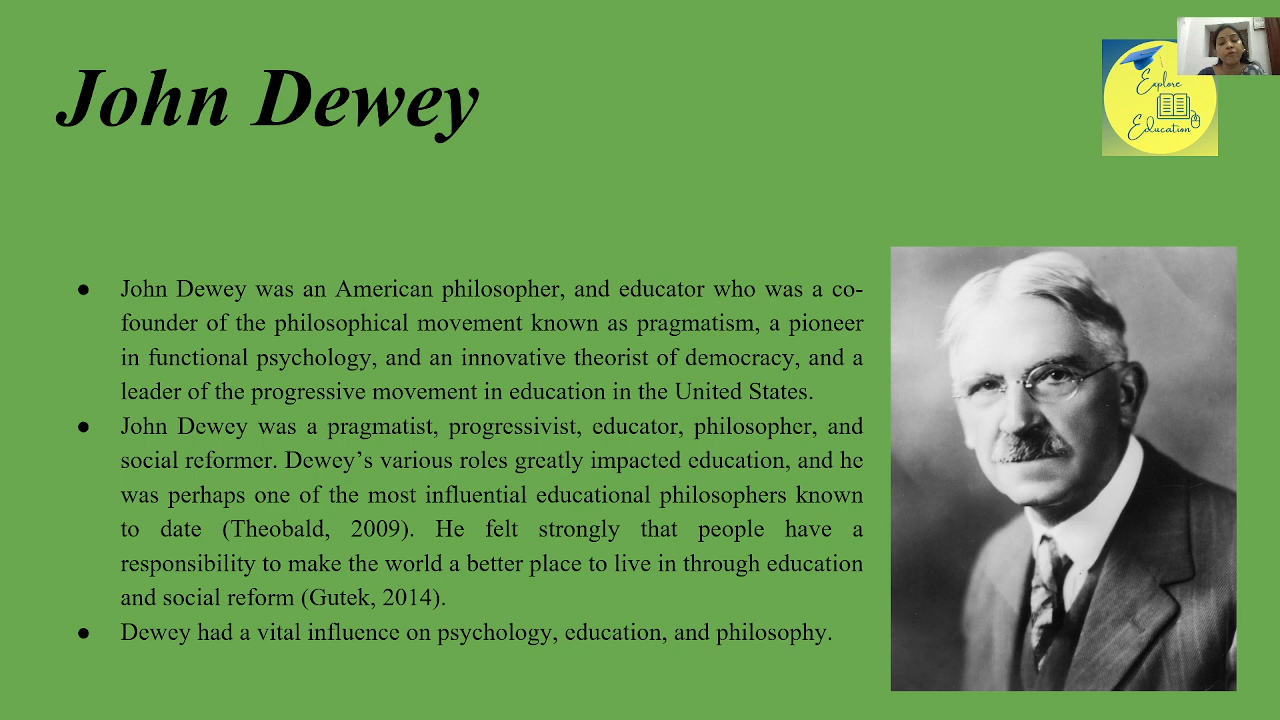 John Dewey
Explore
Education
● John Dewey was an American philosopher, and educator who was a co-
founder of the philosophical movement known as pragmatism, a pioneer
in functional psychology, and an innovative theorist of democracy, and a
leader of the progressive movement in education in the United States.
● John Dewey was a pragmatist, progressivist, educator, philosopher, and
social reformer. Dewey’s various roles greatly impacted education, and he
was perhaps one of the most influential educational philosophers known
to date (Theobald, 2009). He felt strongly that people have a
responsibility to make the world a better place to live in through education
and social reform (Gutek, 2014).
● Dewey had a vital influence on psychology, education, and philosophy.